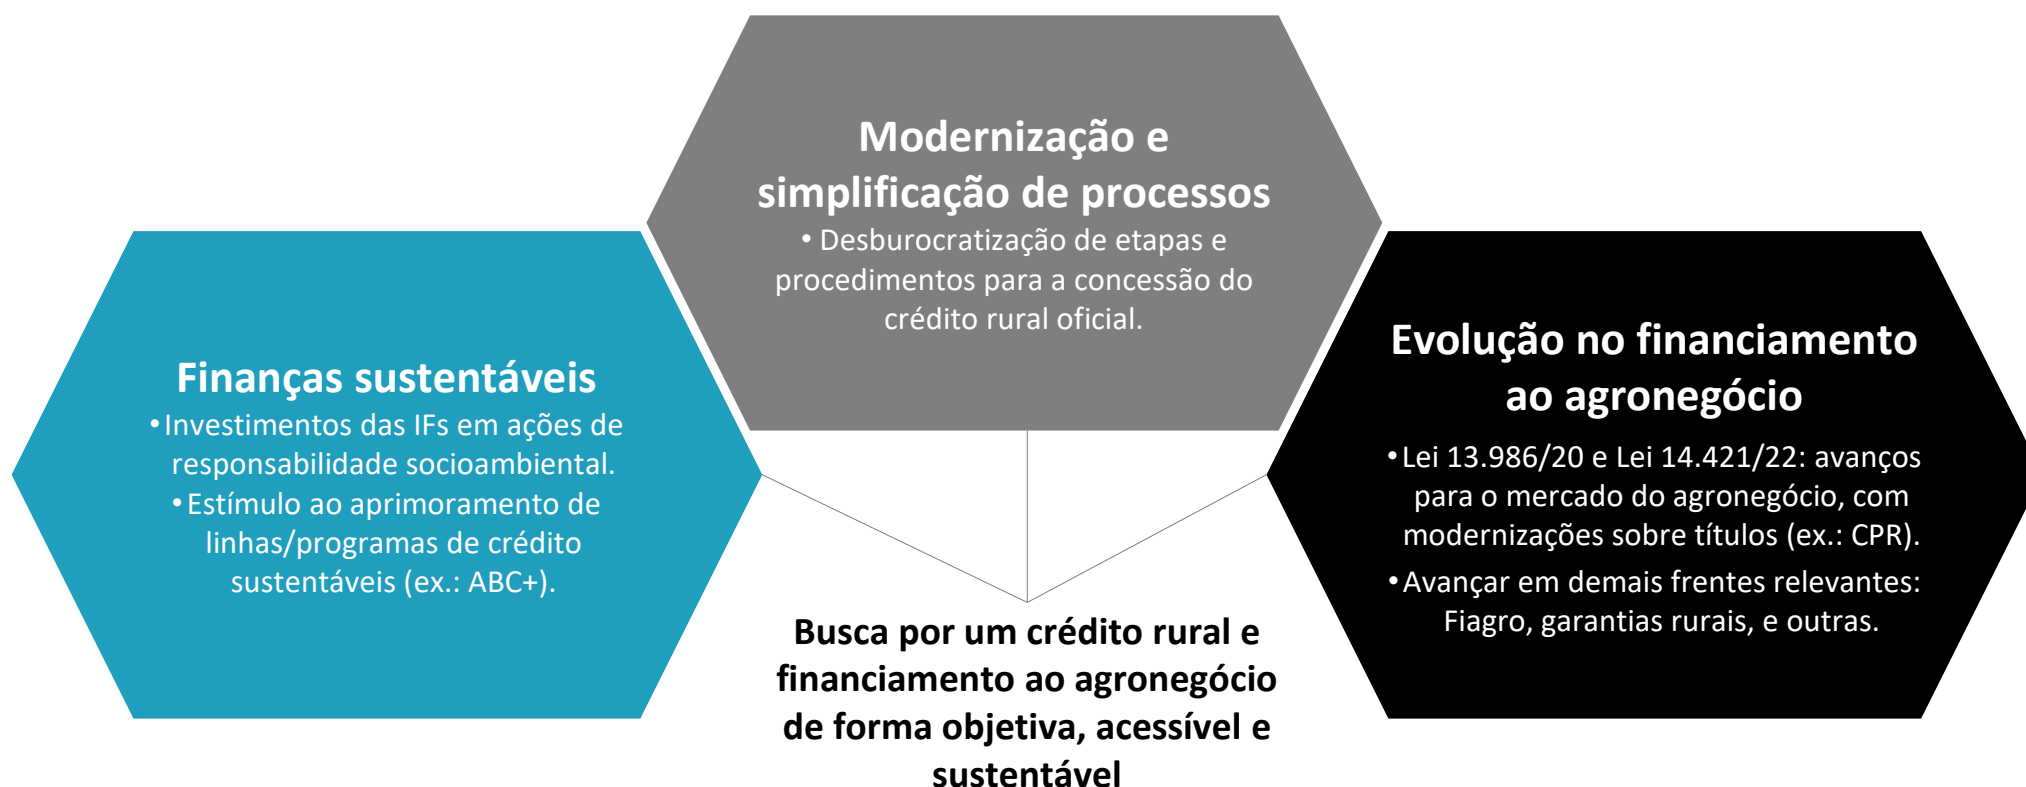 Modernização e
simplificação de processos
• Desburocratização de etapas e
procedimentos para a concessão do
crédito rural oficial.
Finanças sustentáveis
• Investimentos das IFs em ações de
responsabilidade socioambiental.
• Estímulo ao aprimoramento de
linhas/programas de crédito
sustentáveis (ex.: ABC+).
Evolução no financiamento
ao agronegócio
• Lei 13.986/20 e Lei 14.421/22: avanços
para o mercado do agronegócio, com
modernizações sobre títulos (ex.: CPR).
• Avançar em demais frentes relevantes:
Fiagro, garantias rurais, e outras.
Busca por um crédito rural e
financiamento ao agronegócio
de forma objetiva, acessível e
sustentável